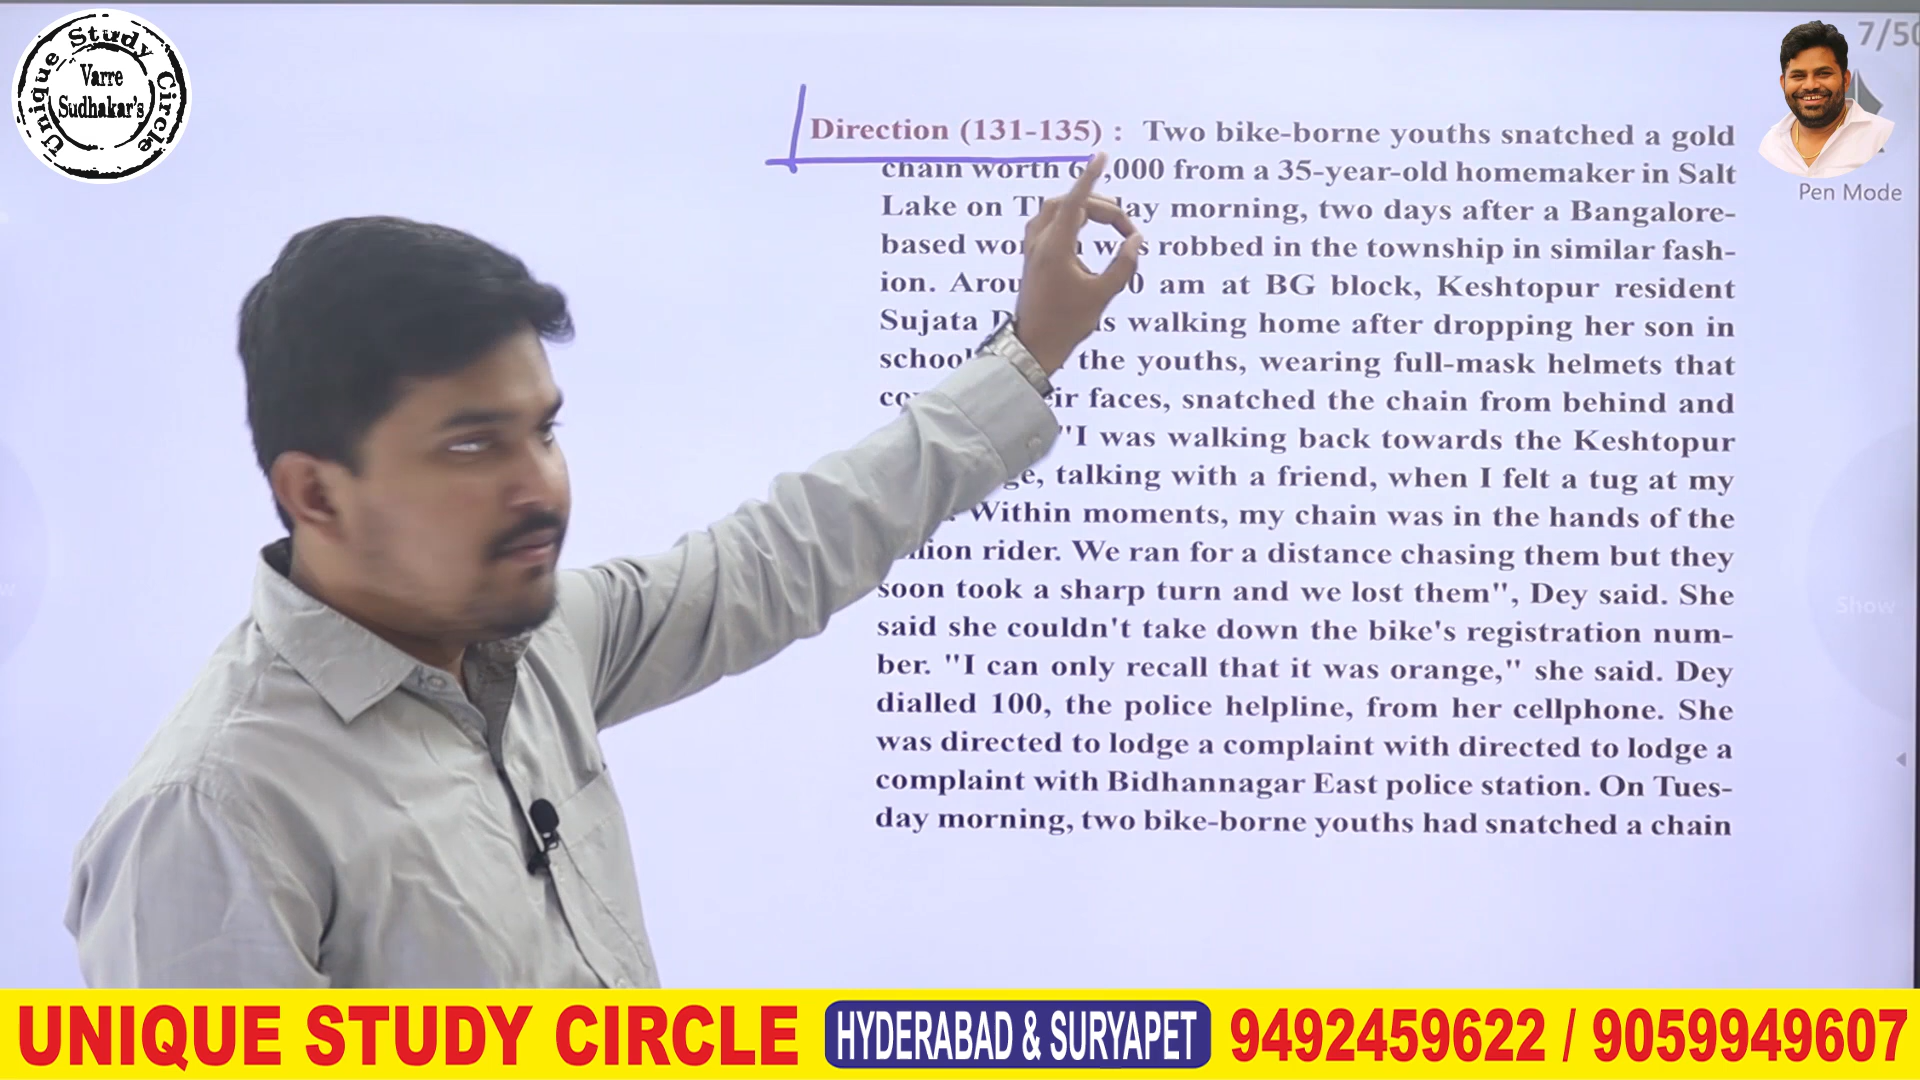 Unique Study Circle
Varre
Sudhakar's
7/50
Pen Mode
Direction (131-135) : Two bike-borne youths snatched a gold
chain worth ,000 from a 35-year-old homemaker in Salt
Lake on day morning, two days after a Bangalore-
based was robbed in the township in similar fash-
ion. am at BG block, Keshtopur resident
Sujata walking home after dropping her son in
school the youths, wearing full-mask helmets that
faces, snatched the chain from behind and
"I was walking back towards the Keshtopur
talking with a friend, when I felt a tug at my
Within moments, my chain was in the hands of the
rider. We ran for a distance chasing them but they
soon took a sharp turn and we lost them", Dey said. She
said she couldn't take down the bike's registration num-
ber. "I can only recall that it was orange," she said. Dey
dialled 100, the police helpline, from her cellphone. She
was directed to lodge a complaint with directed to lodge a
complaint with Bidhannagar East police station. On Tues-
day morning, two bike-borne youths had snatched a chain
Show
UNIQUE STUDY CIRCLE HYDERABAD & SURYAPET 9492459622 / 9059949607